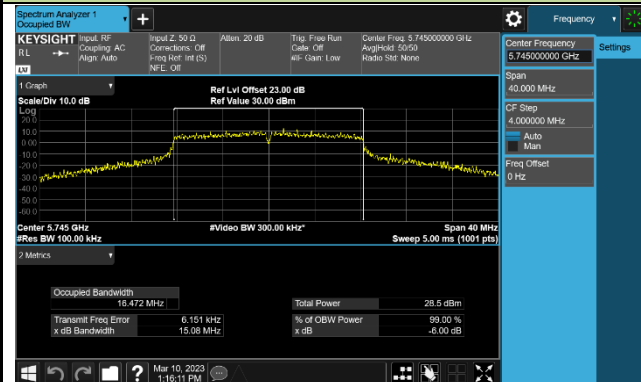 Spectrum Analyzer 1
Occupied BW
+
Frequency
KEYSIGHT
RL
LXI
Input: RF
Coupling: AC
Align: Auto
Input Z: 50 Ω
Corrections: Off
Freq Ref: Int (S)
NFE: Off
Atten: 20 dB
Trig: Free Run
Gate: Off
#IF Gain: Low
Center Freq: 5.745000000 GHz
Avg|Hold: 50/50
Radio Std: None
Center Frequency
5.745000000 GHz
Settings
Span
40.000 MHz
CF Step
4.000000 MHz
Auto
Man
Freq Offset
0 Hz
1 Graph
Scale/Div 10.0 dB
Ref Lvl Offset 23.00 dB
Ref Value 30.00 dBm
Log
20.0
10.0
0.00
-10.0
-20.0
-30.0
-40.0
-50.0
-60.0
Center 5.745 GHz
#Video BW 300.00 kHz*
Span 40 MHz
#Res BW 100.00 kHz
Sweep 5.00 ms (1001 pts)
2 Metrics
Occupied Bandwidth
16.472 MHz
Total Power
28.5 dBm
Transmit Freq Error
6.151 kHz
% of OBW Power
99.00 %
x dB Bandwidth
15.08 MHz
x dB
-6.00 dB
?
Mar 10, 2023
1:16:11 PM